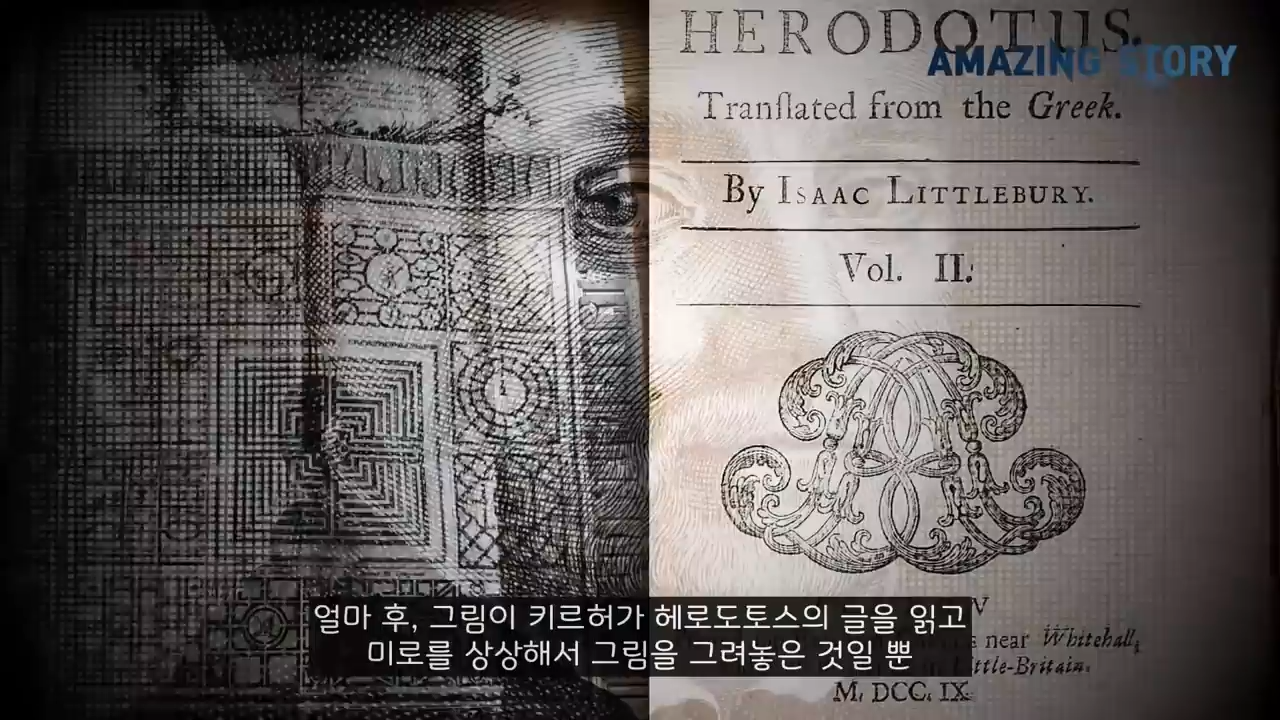 HERODOTUS.
AMAZING STORY
Tranſlated from the Greek.
By ISAAC LITTLEBURY.
Vol. II.
near Whitehall,
ttle-Britain.
M. DCC. IX
얼마 후, 그림이 키르허가 헤로도토스의 글을 읽고
미로를 상상해서 그림을 그려놓은 것일 뿐